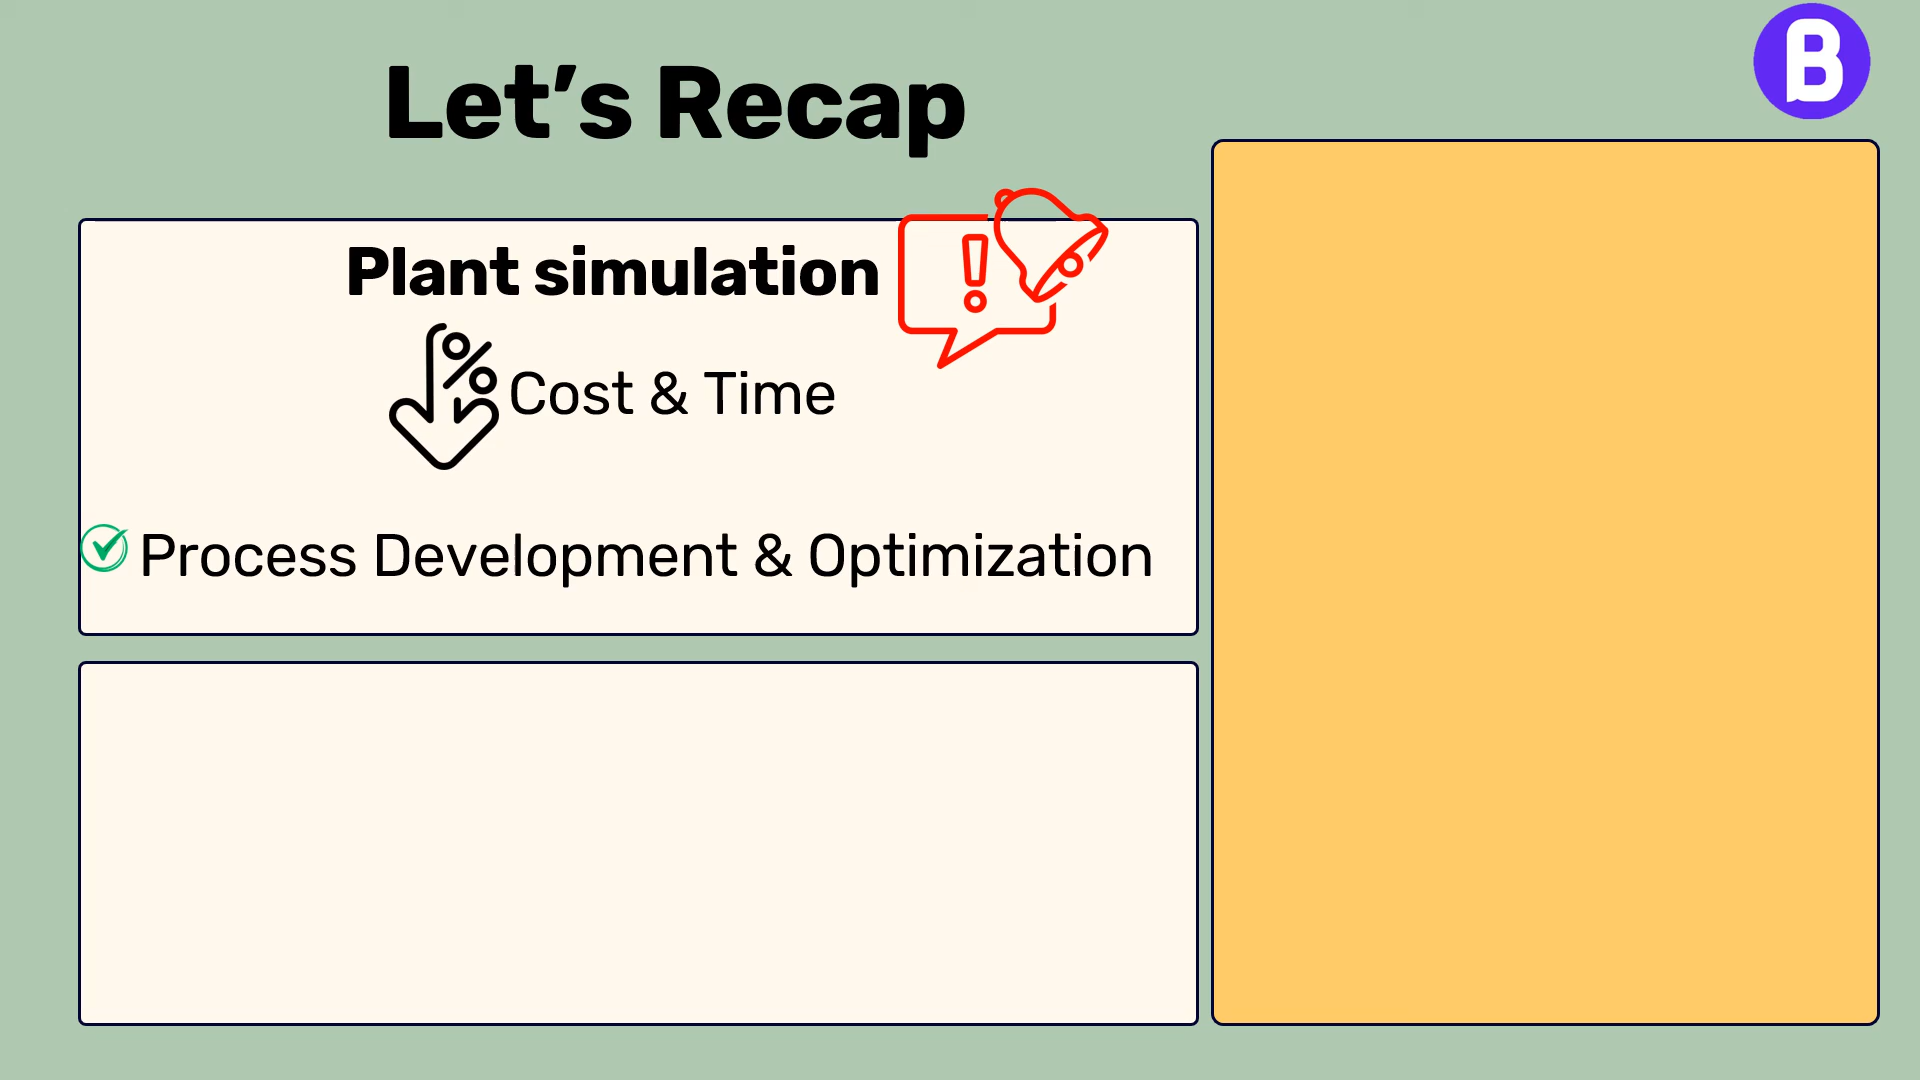 B
Let's Recap
Plant simulation
!
%
Cost & Time
Process Development & Optimization